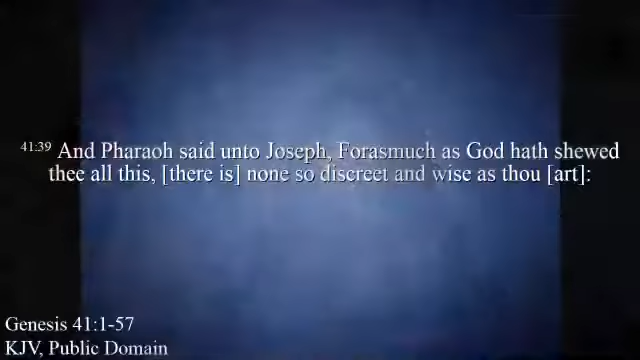 41:39 And Pharaoh said unto Joseph, Forasmuch as God hath shewed
thee all this, [there is] none so discreet and wise as thou [art]:
Genesis 41:1-57
KJV, Public Domain